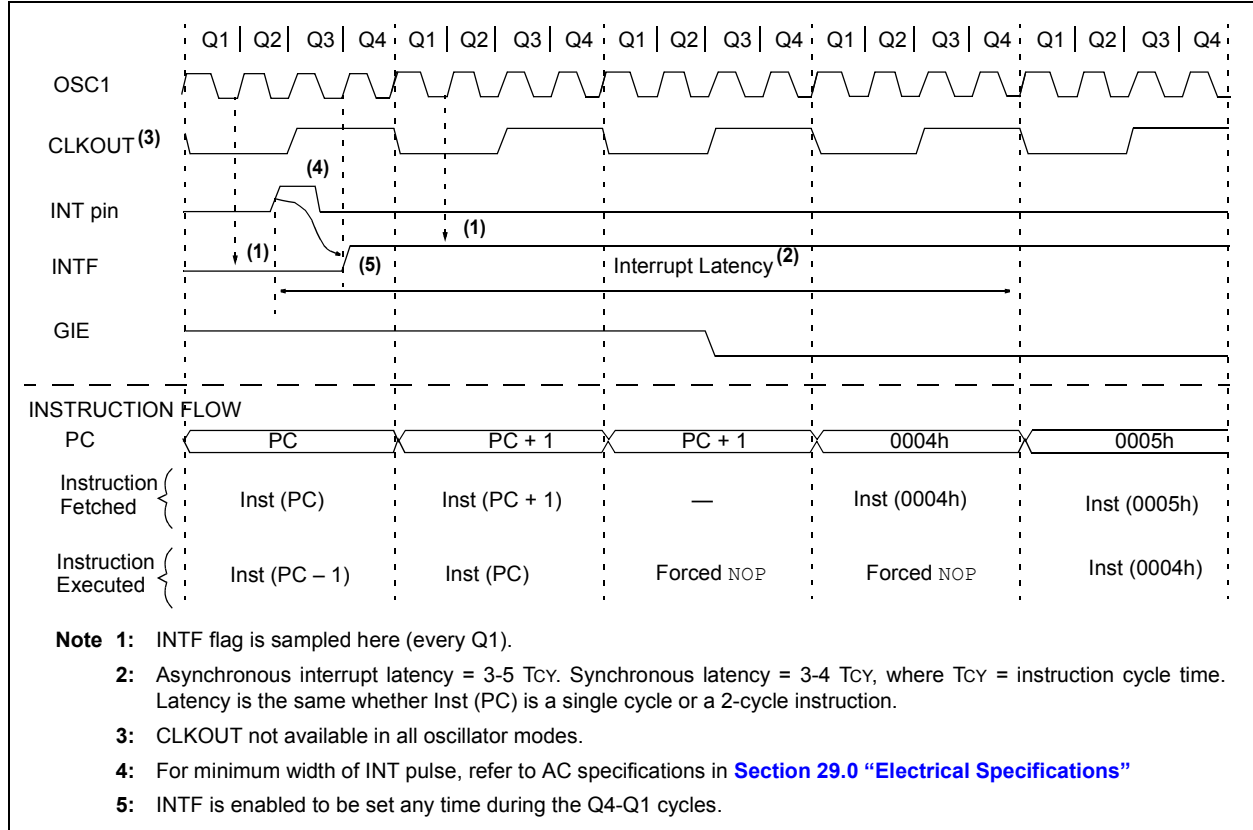 Q1 Q2 Q3 Q4 Q1 Q2 Q3 Q4 Q1 Q2 Q3 Q4 Q1 Q2 Q3 Q4 Q1 Q2 Q3 Q4
OSC1
CLKOUT (3)
(4)
INT pin
(1)
(1)
INTF
(5)
Interrupt Latency (2)
GIE
INSTRUCTION FLOW
PC PC PC + 1 PC + 1 0004h 0005h
Instruction
Fetched
Inst (PC) Inst (PC + 1) — Inst (0004h) Inst (0005h)
Instruction
Executed
Inst (PC – 1) Inst (PC) Forced NOP Forced NOP Inst (0004h)
Note 1: INTF flag is sampled here (every Q1).
2: Asynchronous interrupt latency = 3-5 TCY. Synchronous latency = 3-4 TCY, where TCY = instruction cycle time.
Latency is the same whether Inst (PC) is a single cycle or a 2-cycle instruction.
3: CLKOUT not available in all oscillator modes.
4: For minimum width of INT pulse, refer to AC specifications in Section 29.0 “Electrical Specifications”
5: INTF is enabled to be set any time during the Q4-Q1 cycles.